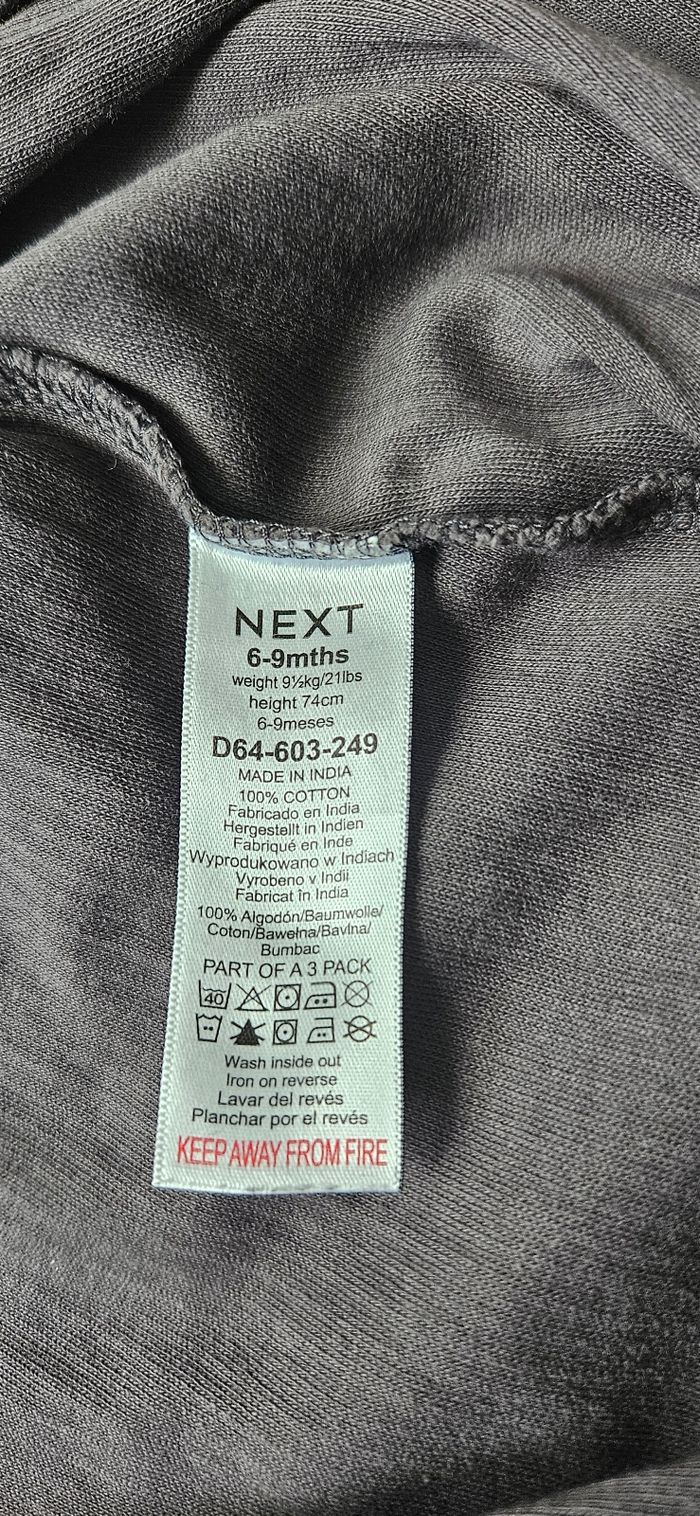 NEXT
6-9mths
weight 9½kg/21lbs
height 74cm
6-9meses
D64-603-249
MADE IN INDIA
100% COTTON
Fabricado en India
Hergestellt in Indien
Fabriqué en Inde
Wyprodukowano w Indiach
Vyrobeno v Indii
Fabricat în India
100% Algodón/Baumwolle/
Coton/Bawełna/Bavlna/
Bumbac
PART OF A 3 PACK
40
Wash inside out
Iron on reverse
Lavar del revés
Planchar por el revés
KEEP AWAY FROM FIRE